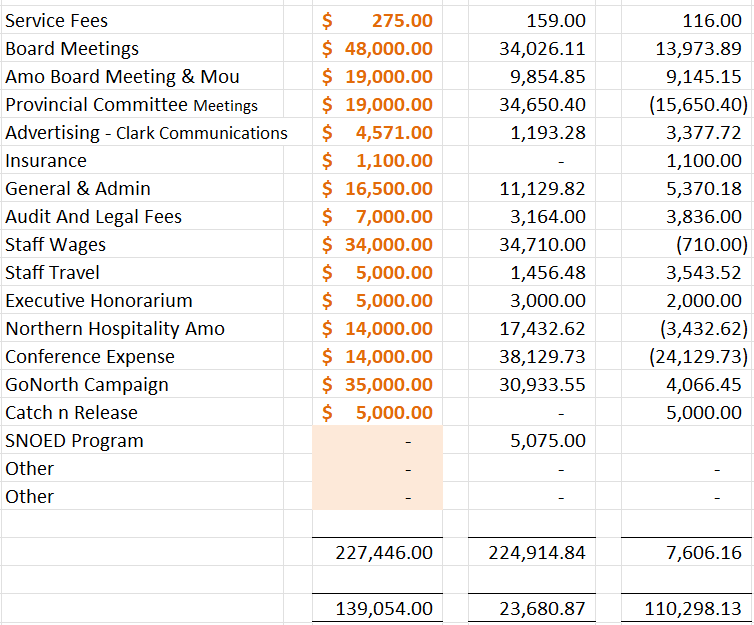 Service Fees $ 275.00 159.00 116.00
Board Meetings $ 48,000.00 34,026.11 13,973.89
Amo Board Meeting & Mou $ 19,000.00 9,854.85 9,145.15
Provincial Committee Meetings $ 19,000.00 34,650.40 (15,650.40)
Advertising - Clark Communications $ 4,571.00 1,193.28 3,377.72
Insurance $ 1,100.00 - 1,100.00
General & Admin $ 16,500.00 11,129.82 5,370.18
Audit And Legal Fees $ 7,000.00 3,164.00 3,836.00
Staff Wages $ 34,000.00 34,710.00 (710.00)
Staff Travel $ 5,000.00 1,456.48 3,543.52
Executive Honorarium $ 5,000.00 3,000.00 2,000.00
Northern Hospitality Amo $ 14,000.00 17,432.62 (3,432.62)
Conference Expense $ 14,000.00 38,129.73 (24,129.73)
GoNorth Campaign $ 35,000.00 30,933.55 4,066.45
Catch n Release $ 5,000.00 - 5,000.00
SNOED Program - 5,075.00
Other - - -
Other - - -
227,446.00 224,914.84 7,606.16
139,054.00 23,680.87 110,298.13